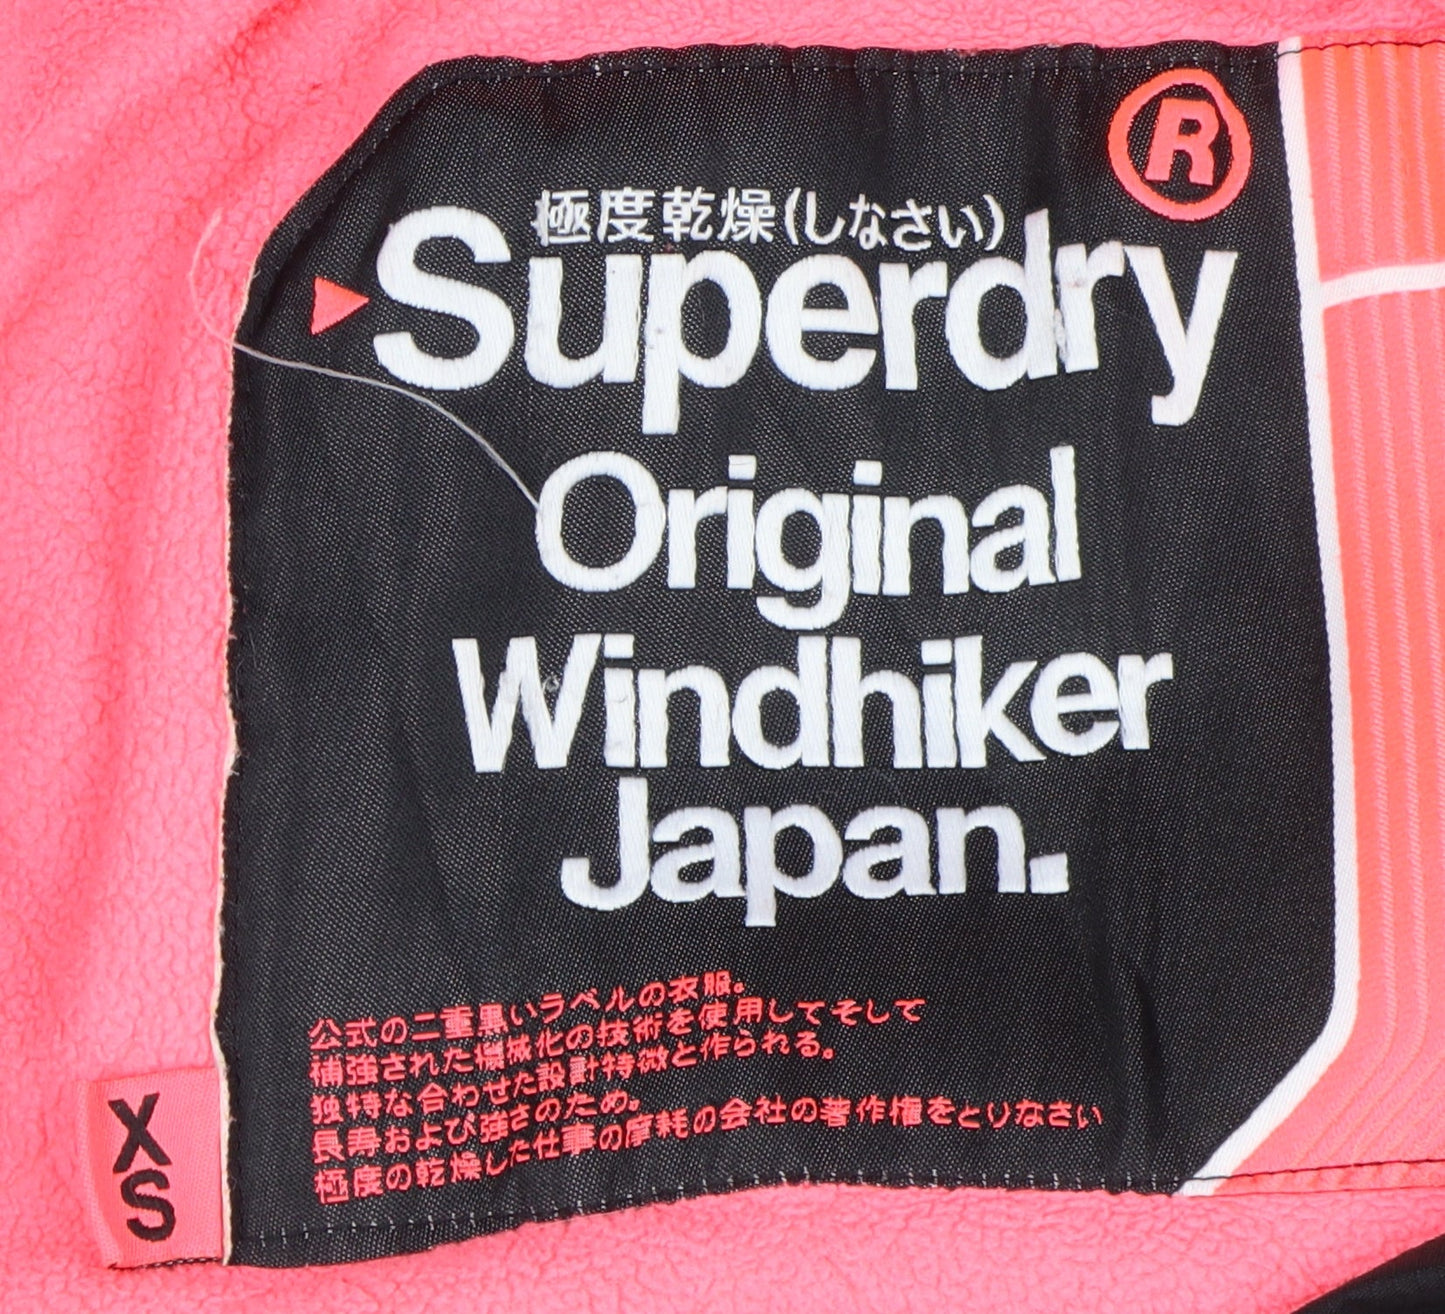 ®
極度乾燥(しなさい)
Superdry
Original
Windhiker
Japan.
公式の二重黒いラベルの衣服。
補強された機械化の技術を使用してそして
独特な合わせた設計特徴と作られる。
長寿および強さのため。
極度の乾燥した仕事の摩耗の会社の著作権をとりなさい
XS